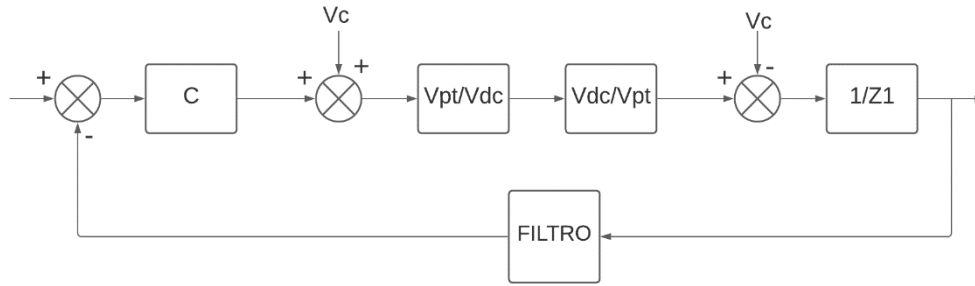 Vc
Vc
+
+
+
+
-
C
Vpt/Vdc
Vdc/Vpt
1/Z1
-
FILTRO